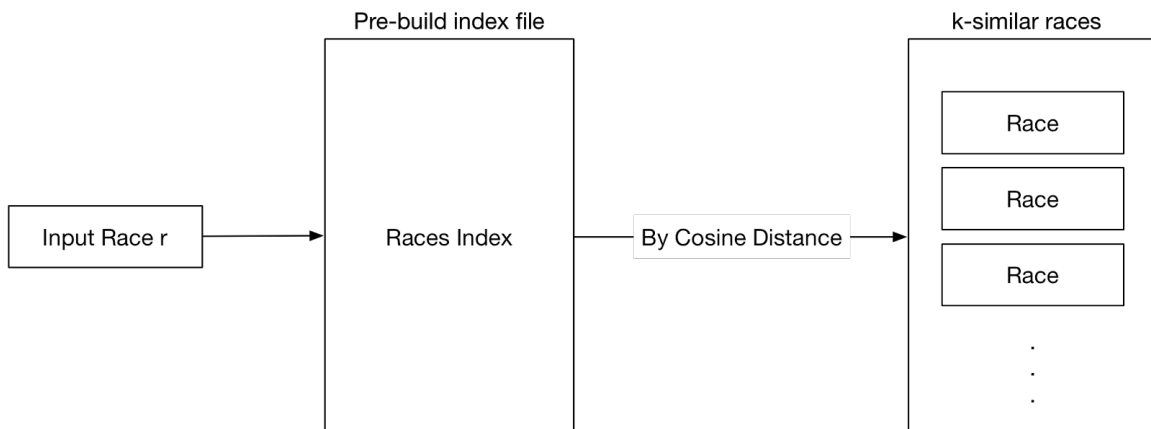 Pre-build index file
k-similar races
Input Race r
Races Index
By Cosine Distance
Race
Race
Race
.
.
.